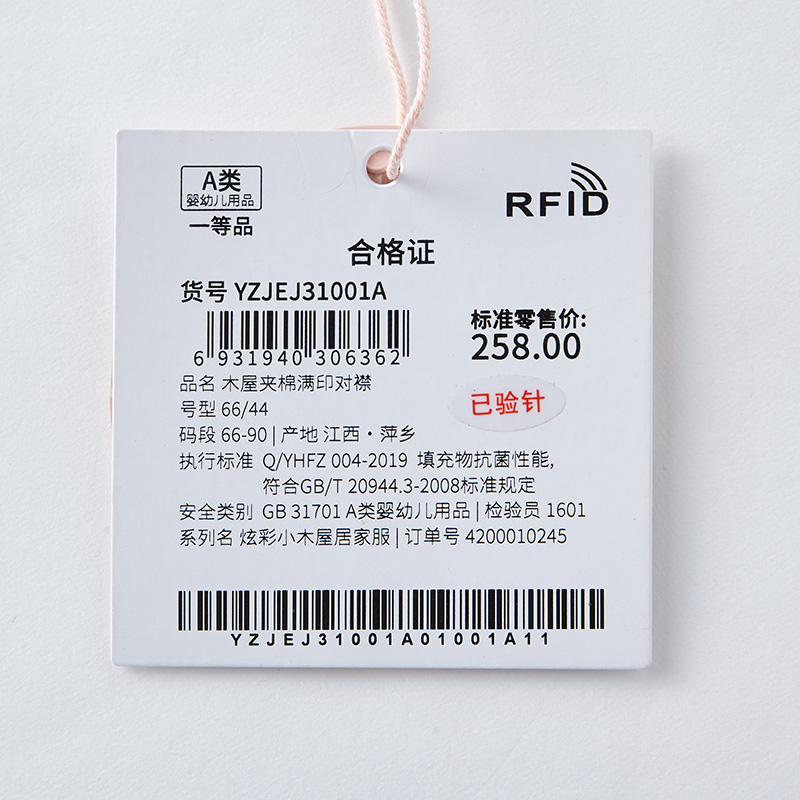 A类
婴幼儿用品
一等品
RFID
合格证
货号 YZJEJ31001A
6 931940 306362
标准零售价:
258.00
品名 木屋夹棉满印对襟
已验针
号型 66/44
码段 66-90 | 产地 江西·萍乡
执行标准 Q/YHFZ 004-2019 填充物抗菌性能,
符合GB/T 20944.3-2008标准规定
安全类别 GB 31701 A类婴幼儿用品 | 检验员 1601
系列名 炫彩小木屋居家服 | 订单号 4200010245
YZJEJ31001A01001A11